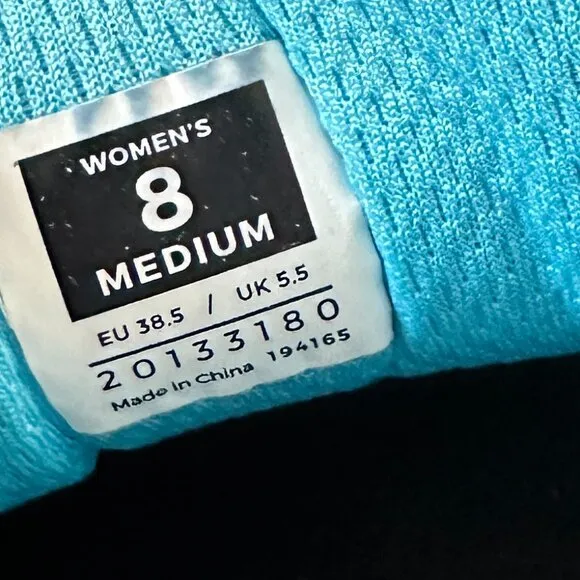 WOMEN'S
8
MEDIUM
EU 38.5 / UK 5.5
20133180
Made in China 194165